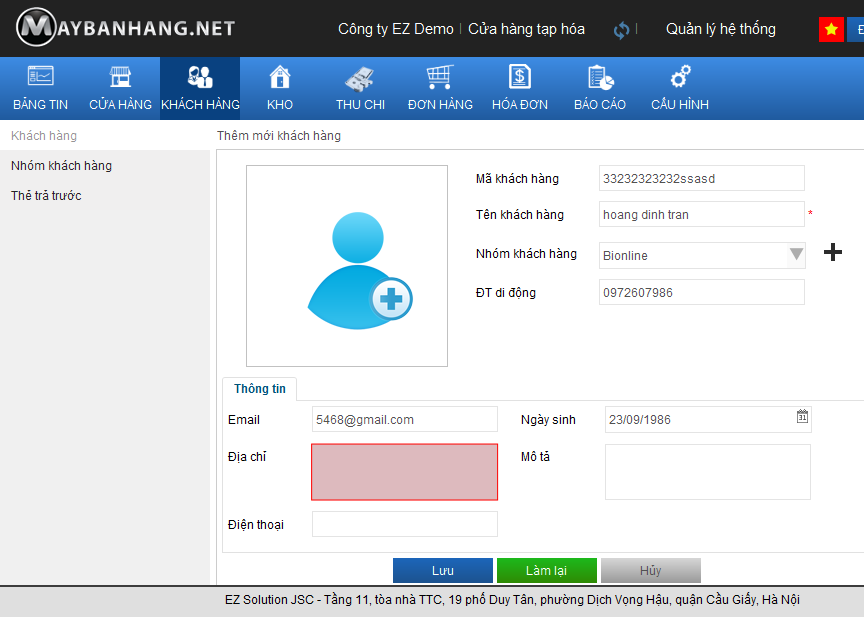 MAYBANHANG.NET
Công ty EZ Demo | Cửa hàng tạp hóa | Quản lý hệ thống
BẢNG TIN CỬA HÀNG KHÁCH HÀNG KHO THU CHI ĐƠN HÀNG HÓA ĐƠN BÁO CÁO CẤU HÌNH
Khách hàng
Thêm mới khách hàng
Nhóm khách hàng
Thẻ trả trước
Mã khách hàng 33232323232ssasd
Tên khách hàng hoang dinh tran *
Nhóm khách hàng Bionline
ĐT di động 0972607986
Thông tin
Email 5468@gmail.com Ngày sinh 23/09/1986 31
Địa chỉ Mô tả
Điện thoại
Lưu Làm lại Hủy
EZ Solution JSC - Tầng 11, tòa nhà TTC, 19 phố Duy Tân, phường Dịch Vọng Hậu, quận Cầu Giấy, Hà Nội